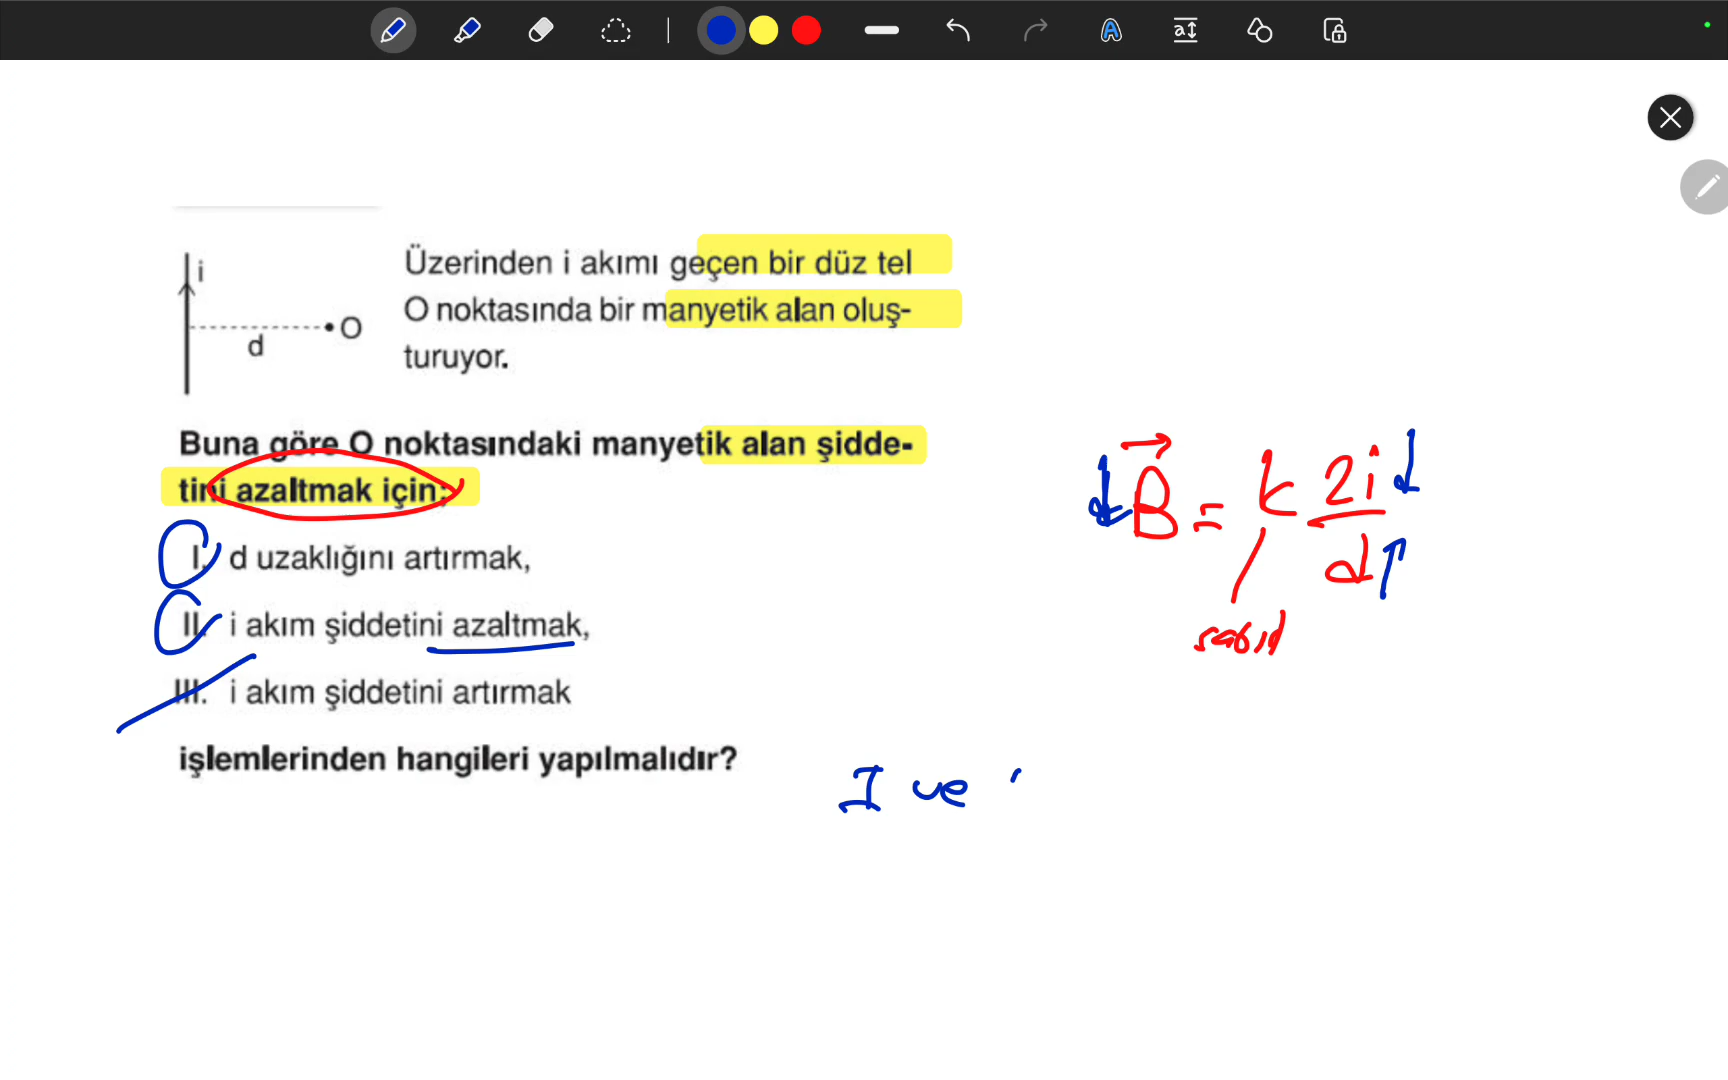 i
d
O
Üzerinden i akımı geçen bir düz tel
O noktasında bir manyetik alan oluş-
turuyor.
Buna göre O noktasındaki manyetik alan şidde-
tini azaltmak için;
I. d uzaklığını artırmak,
II. i akım şiddetini azaltmak,
III. i akım şiddetini artırmak
işlemlerinden hangileri yapılmalıdır?
B = k 2i
d
sabit
I ve